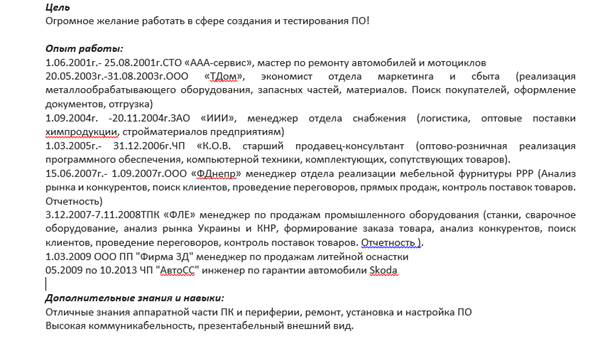 Цель
Огромное желание работать в сфере создания и тестирования ПО!
Опыт работы:
1.06.2001г.- 25.08.2001г.СТО «ААА-сервис», мастер по ремонту автомобилей и мотоциклов
20.05.2003г.-31.08.2003г.ООО «ТДом», экономист отдела маркетинга и сбыта (реализация
металлообрабатывающего оборудования, запасных частей, материалов. Поиск покупателей, оформление
документов, отгрузка)
1.09.2004г. -20.11.2004г.ЗАО «ИИИ», менеджер отдела снабжения (логистика, оптовые поставки
химпродукции, стройматериалов предприятиям)
1.03.2005г.- 31.12.2006г.ЧП «К.О.В. старший продавец-консультант (оптово-розничная реализация
программного обеспечения, компьютерной техники, комплектующих, сопутствующих товаров).
15.06.2007г.- 1.09.2007г.ООО «ФДнепр» менеджер отдела реализации мебельной фурнитуры РРР (Анализ
рынка и конкурентов, поиск клиентов, проведение переговоров, прямых продаж, контроль поставок товаров.
Отчетность)
3.12.2007-7.11.2008ТПК «ФЛЕ» менеджер по продажам промышленного оборудования (станки, сварочное
оборудование, анализ рынка Украины и КНР, формирование заказа товара, анализ конкурентов, поиск
клиентов, проведение переговоров, контроль поставок товаров. Отчетность ).
1.03.2009 ООО ПП "Фирма ЗД" менеджер по продажам литейной оснастки
05.2009 по 10.2013 ЧП "АвтоСС" инженер по гарантии автомобили Skoda
Дополнительные знания и навыки:
Отличные знания аппаратной части ПК и периферии, ремонт, установка и настройка ПО
Высокая коммуникабельность, презентабельный внешний вид.